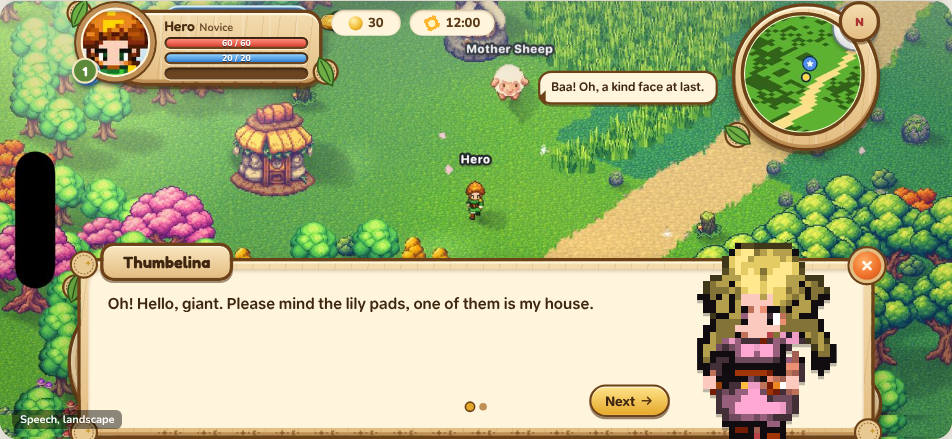 Hero Novice
60 / 60
20 / 20
1
30
12:00
N
Mother Sheep
Baa! Oh, a kind face at last.
Hero
Thumbelina
Oh! Hello, giant. Please mind the lily pads, one of them is my house.
Next →
Speech, landscape